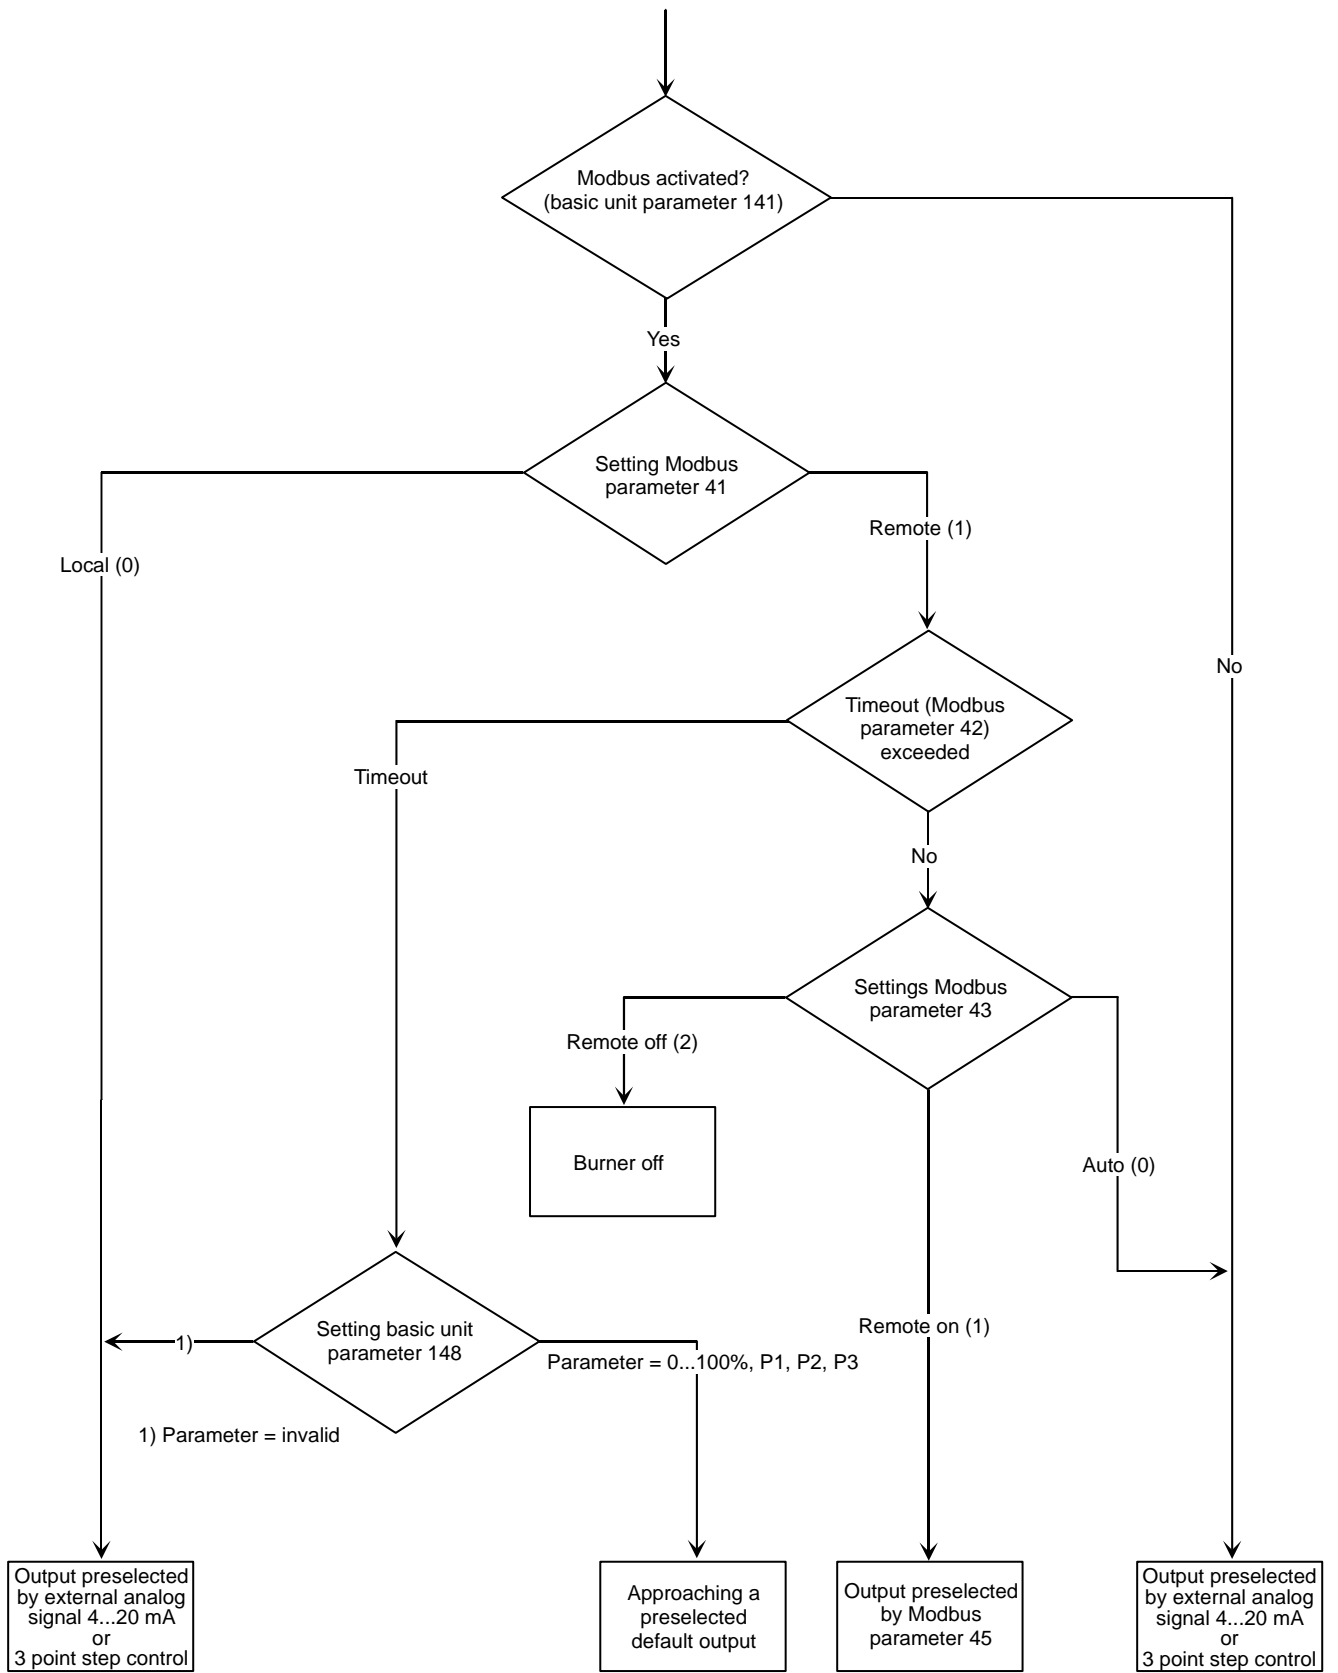 Modbus activated?
(basic unit parameter 141)
Yes
Setting Modbus
parameter 41
Remote (1)
Local (0)
No
Timeout (Modbus
parameter 42)
exceeded
Timeout
No
Settings Modbus
parameter 43
Remote off (2)
Burner off
Auto (0)
Setting basic unit
parameter 148
1)
Remote on (1)
Parameter = 0...100%, P1, P2, P3
1) Parameter = invalid
Output preselected
by external analog
signal 4...20 mA
or
3 point step control
Approaching a
preselected
default output
Output preselected
by Modbus
parameter 45
Output preselected
by external analog
signal 4...20 mA
or
3 point step control